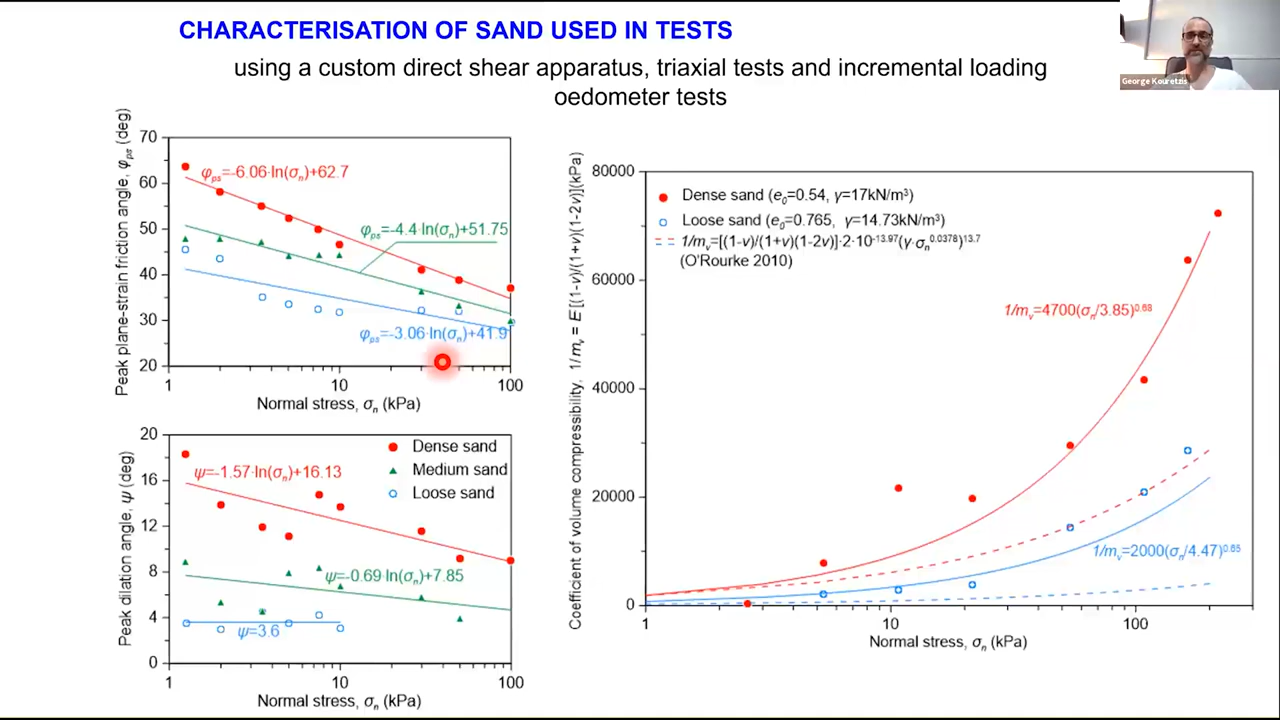 CHARACTERISATION OF SAND USED IN TESTS
using a custom direct shear apparatus, triaxial tests and incremental loading
oedometer tests
George Kouretzis
Peak plane-strain friction angle, φps (deg)
70
60
50
40
30
20
φps=-6.06·ln(σn)+62.7
φps=-4.4·ln(σn)+51.75
φps=-3.06·ln(σn)+41.9
1
10
100
Normal stress, σn (kPa)
Peak dilation angle, ψ (deg)
20
16
12
8
4
0
Dense sand
Medium sand
Loose sand
ψ=-1.57·ln(σn)+16.13
ψ=-0.69·ln(σn)+7.85
ψ=3.6
1
10
100
Normal stress, σn (kPa)
Coefficient of volume compressibility, 1/mv = E[(1-v)/(1+v)(1-2v)](kPa)
80000
60000
40000
20000
0
Dense sand (e0=0.54, γ=17kN/m³)
Loose sand (e0=0.765, γ=14.73kN/m³)
1/mv=[(1-v)/(1+v)(1-2v)]·2·10^-13.97(γ·σn^0.0378)^13.7
(O'Rourke 2010)
1/mv=4700(σn/3.85)^0.68
1/mv=2000(σn/4.47)^0.65
1
10
100
Normal stress, σn (kPa)